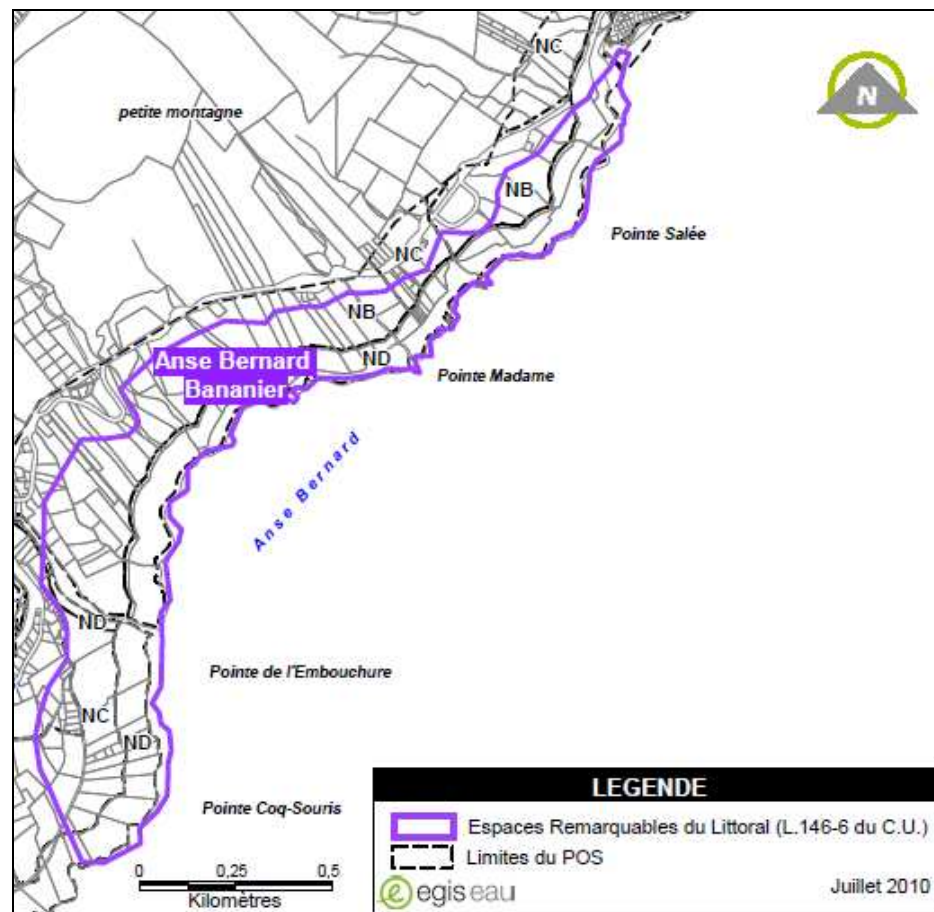 NC
petite montagne
N
NB
Pointe Salée
NC
NB
Anse Bernard
Bananier
ND
Pointe Madame
Anse Bernard
ND
Pointe de l'Embouchure
NC
ND
Pointe Coq-Souris
0 0,25 0,5
Kilomètres
LEGENDE
Espaces Remarquables du Littoral (L.146-6 du C.U.)
Limites du POS
e egis eau
Juillet 2010